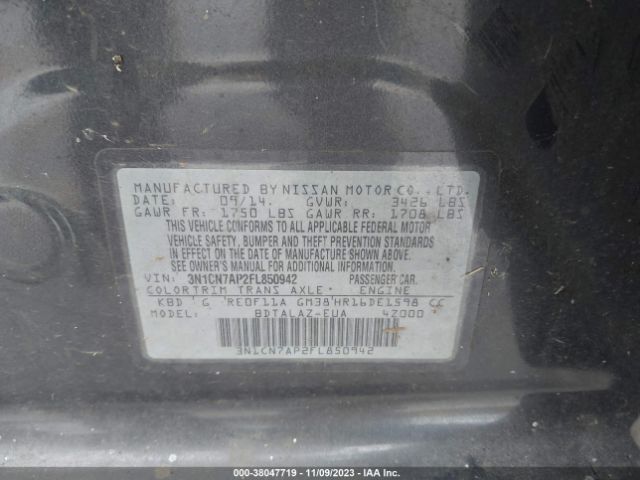 MANUFACTURED BY NISSAN MOTOR CO., LTD.
DATE: 09/14. GVWR: 3426 LBS
GAWR FR: 1750 LBS GAWR RR: 1708 LBS
THIS VEHICLE CONFORMS TO ALL APPLICABLE FEDERAL MOTOR
VEHICLE SAFETY, BUMPER AND THEFT PREVENTION STANDARDS
IN EFFECT ON THE DATE OF MANUFACTURE SHOWN ABOVE.
SEE OWNER'S MANUAL FOR ADDITIONAL INFORMATION
VIN: 3N1CN7AP2FL850942 PASSENGER CAR.
COLOR TRIM TRANS AXLE ENGINE
KBD G RE0F11A GM38 HR16DE 1598 CC
MODEL: BDTALAZ-EUA 4Z000
3N1CN7AP2FL850942
000-38047719 - 11/09/2023 - IAA Inc.